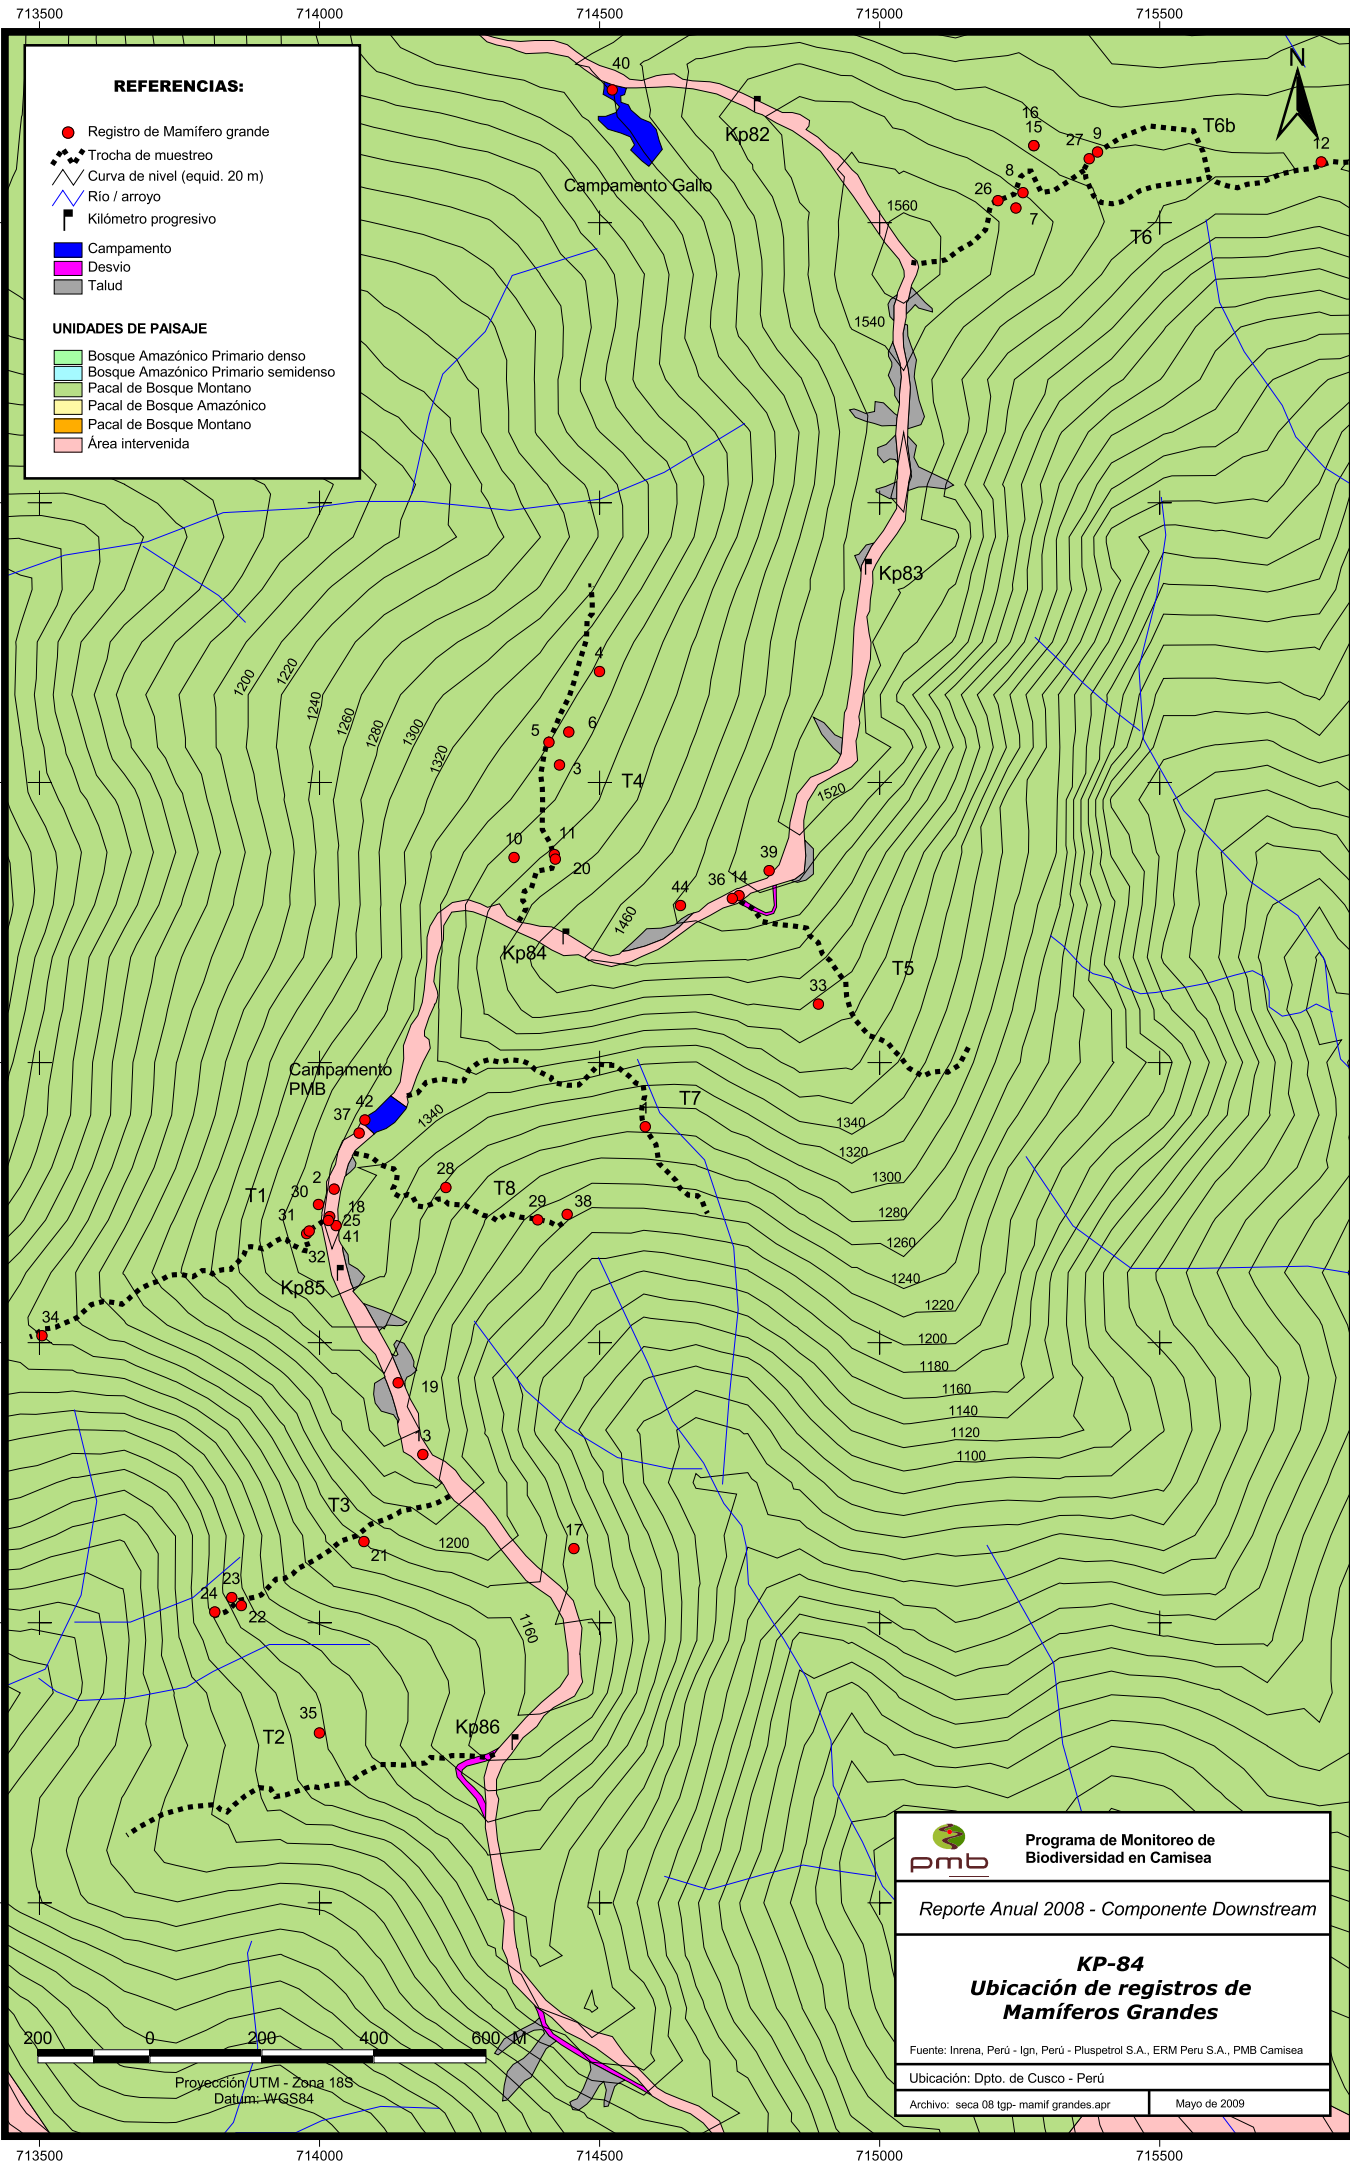 713500 714000 714500 715000 715500
REFERENCIAS:
Registro de Mamífero grande
Trocha de muestreo
Curva de nivel (equid. 20 m)
Río / arroyo
Kilómetro progresivo
Campamento
Desvio
Talud
UNIDADES DE PAISAJE
Bosque Amazónico Primario denso
Bosque Amazónico Primario semidenso
Pacal de Bosque Montano
Pacal de Bosque Amazónico
Pacal de Bosque Montano
Área intervenida
N
40
Kp82
Campamento Gallo
16
15
27
9
T6b
12
8
26
7
T6
1560
1540
Kp83
4
1200
1220
1240
1260
1280
1300
1320
5
6
3
T4
1520
10
11
20
39
36
14
44
1460
Kp84
T5
33
Campamento
PMB
42
37
1340
T7
1340
1320
1300
1280
1260
1240
1220
1200
1180
1160
1140
1120
1100
28
T8
29
38
2
T1
30
18
31
25
41
32
Kp85
34
19
13
T3
21
1200
17
23
24
22
1160
35
T2
Kp86
200 0 200 400 600 M
Proyección UTM - Zona 18S
Datum: WGS84
pmb
Programa de Monitoreo de
Biodiversidad en Camisea
Reporte Anual 2008 - Componente Downstream
KP-84
Ubicación de registros de
Mamíferos Grandes
Fuente: Inrena, Perú - Ign, Perú - Pluspetrol S.A., ERM Peru S.A., PMB Camisea
Ubicación: Dpto. de Cusco - Perú
Archivo: seca 08 tgp- mamif grandes.apr
Mayo de 2009
713500 714000 714500 715000 715500